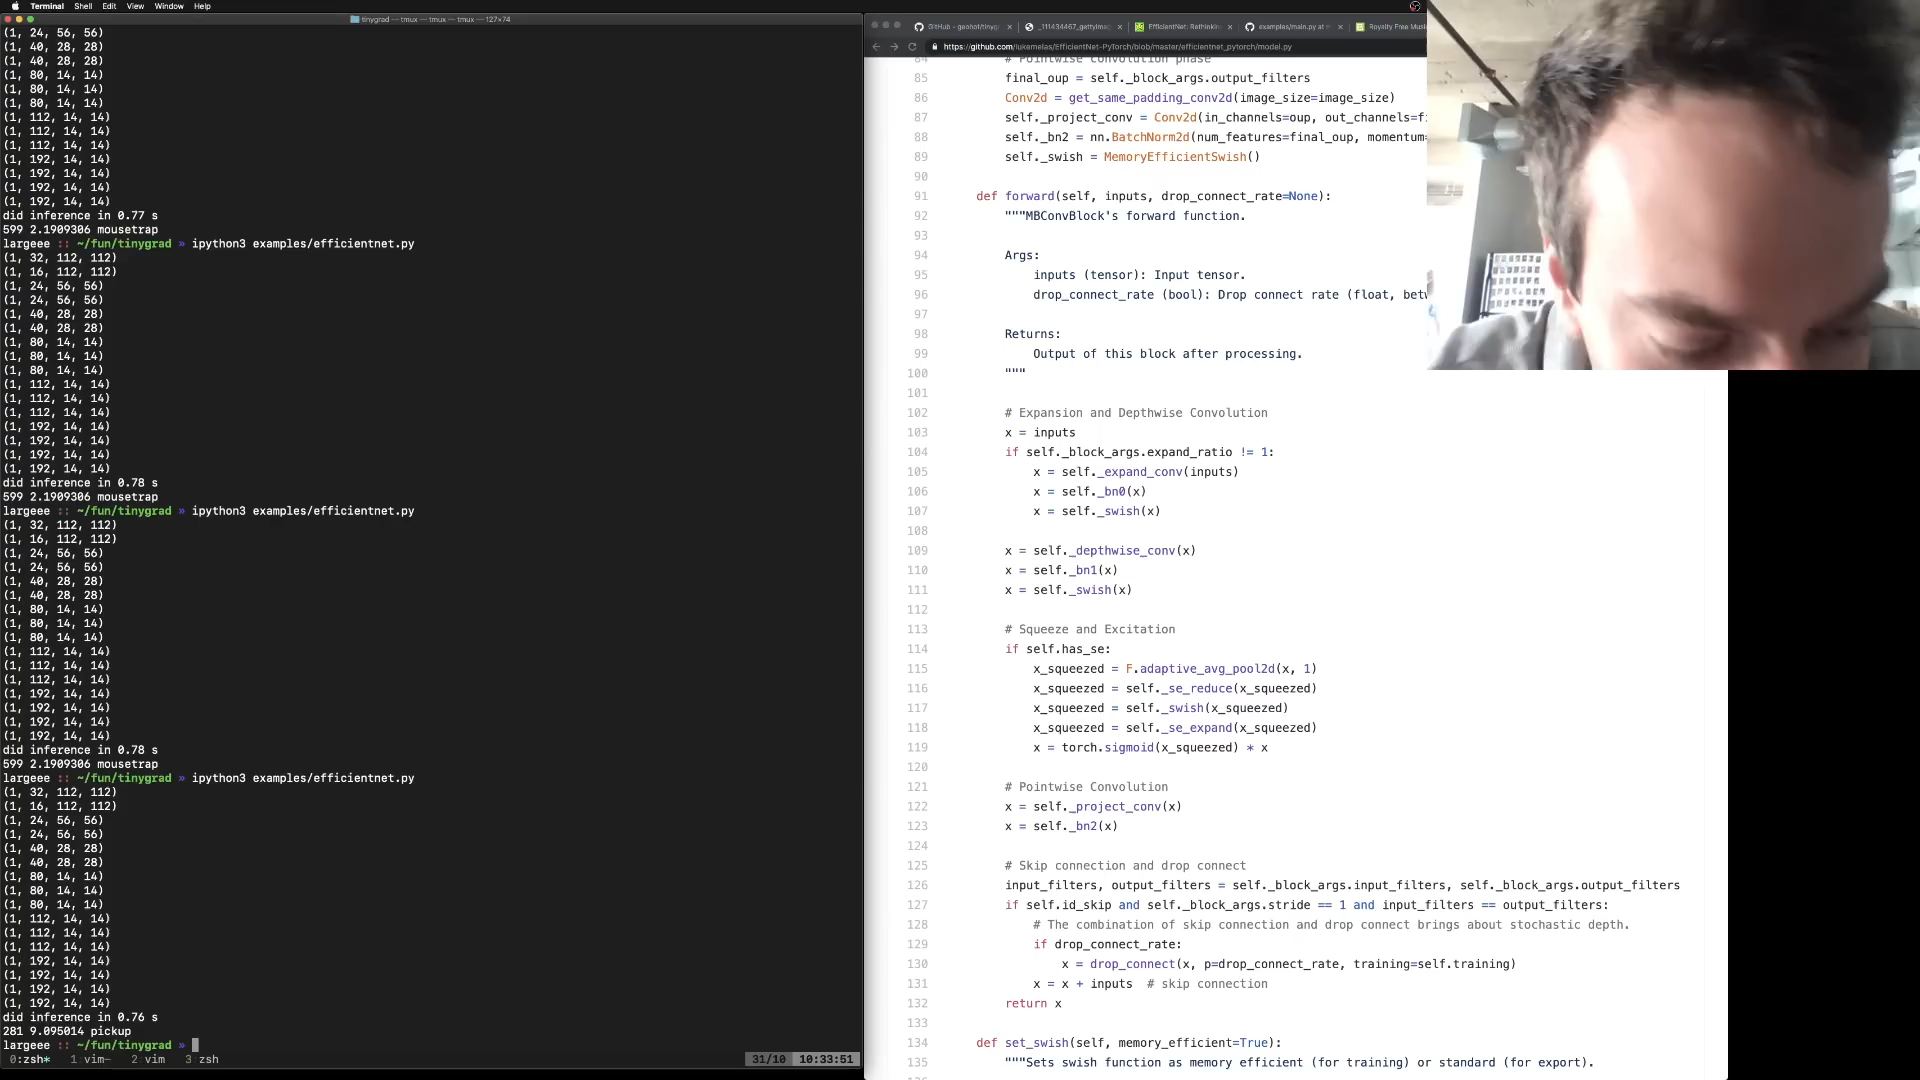 Terminal Shell Edit View Window Help
tinygrad — tmux — tmux — tmux — 127×74
(1, 24, 56, 56)
(1, 40, 28, 28)
(1, 40, 28, 28)
(1, 80, 14, 14)
(1, 80, 14, 14)
(1, 80, 14, 14)
(1, 112, 14, 14)
(1, 112, 14, 14)
(1, 112, 14, 14)
(1, 192, 14, 14)
(1, 192, 14, 14)
(1, 192, 14, 14)
(1, 192, 14, 14)
did inference in 0.77 s
599 2.1909306 mousetrap
largeee :: ~/fun/tinygrad » ipython3 examples/efficientnet.py
(1, 32, 112, 112)
(1, 16, 112, 112)
(1, 24, 56, 56)
(1, 24, 56, 56)
(1, 40, 28, 28)
(1, 40, 28, 28)
(1, 80, 14, 14)
(1, 80, 14, 14)
(1, 80, 14, 14)
(1, 112, 14, 14)
(1, 112, 14, 14)
(1, 112, 14, 14)
(1, 192, 14, 14)
(1, 192, 14, 14)
(1, 192, 14, 14)
(1, 192, 14, 14)
did inference in 0.78 s
599 2.1909306 mousetrap
largeee :: ~/fun/tinygrad » ipython3 examples/efficientnet.py
(1, 32, 112, 112)
(1, 16, 112, 112)
(1, 24, 56, 56)
(1, 24, 56, 56)
(1, 40, 28, 28)
(1, 40, 28, 28)
(1, 80, 14, 14)
(1, 80, 14, 14)
(1, 80, 14, 14)
(1, 112, 14, 14)
(1, 112, 14, 14)
(1, 112, 14, 14)
(1, 192, 14, 14)
(1, 192, 14, 14)
(1, 192, 14, 14)
(1, 192, 14, 14)
did inference in 0.78 s
599 2.1909306 mousetrap
largeee :: ~/fun/tinygrad » ipython3 examples/efficientnet.py
(1, 32, 112, 112)
(1, 16, 112, 112)
(1, 24, 56, 56)
(1, 24, 56, 56)
(1, 40, 28, 28)
(1, 40, 28, 28)
(1, 80, 14, 14)
(1, 80, 14, 14)
(1, 80, 14, 14)
(1, 112, 14, 14)
(1, 112, 14, 14)
(1, 112, 14, 14)
(1, 192, 14, 14)
(1, 192, 14, 14)
(1, 192, 14, 14)
(1, 192, 14, 14)
did inference in 0.76 s
281 9.095014 pickup
largeee :: ~/fun/tinygrad »
0:zsh* 1:vim- 2:vim 3:zsh 31/10 10:33:51
GitHub - geohot/tinyg × _111434467_gettyima × EfficientNet: Rethinki × examples/main.py at m × Royalty Free Mus
https://github.com/lukemelas/EfficientNet-PyTorch/blob/master/efficientnet_pytorch/model.py
84 # Pointwise convolution phase
85 final_oup = self._block_args.output_filters
86 Conv2d = get_same_padding_conv2d(image_size=image_size)
87 self._project_conv = Conv2d(in_channels=oup, out_channels=f
88 self._bn2 = nn.BatchNorm2d(num_features=final_oup, momentum=
89 self._swish = MemoryEfficientSwish()
90
91 def forward(self, inputs, drop_connect_rate=None):
92 """MBConvBlock's forward function.
93
94 Args:
95 inputs (tensor): Input tensor.
96 drop_connect_rate (bool): Drop connect rate (float, bet
97
98 Returns:
99 Output of this block after processing.
100 """
101
102 # Expansion and Depthwise Convolution
103 x = inputs
104 if self._block_args.expand_ratio != 1:
105 x = self._expand_conv(inputs)
106 x = self._bn0(x)
107 x = self._swish(x)
108
109 x = self._depthwise_conv(x)
110 x = self._bn1(x)
111 x = self._swish(x)
112
113 # Squeeze and Excitation
114 if self.has_se:
115 x_squeezed = F.adaptive_avg_pool2d(x, 1)
116 x_squeezed = self._se_reduce(x_squeezed)
117 x_squeezed = self._swish(x_squeezed)
118 x_squeezed = self._se_expand(x_squeezed)
119 x = torch.sigmoid(x_squeezed) * x
120
121 # Pointwise Convolution
122 x = self._project_conv(x)
123 x = self._bn2(x)
124
125 # Skip connection and drop connect
126 input_filters, output_filters = self._block_args.input_filters, self._block_args.output_filters
127 if self.id_skip and self._block_args.stride == 1 and input_filters == output_filters:
128 # The combination of skip connection and drop connect brings about stochastic depth.
129 if drop_connect_rate:
130 x = drop_connect(x, p=drop_connect_rate, training=self.training)
131 x = x + inputs # skip connection
132 return x
133
134 def set_swish(self, memory_efficient=True):
135 """Sets swish function as memory efficient (for training) or standard (for export).